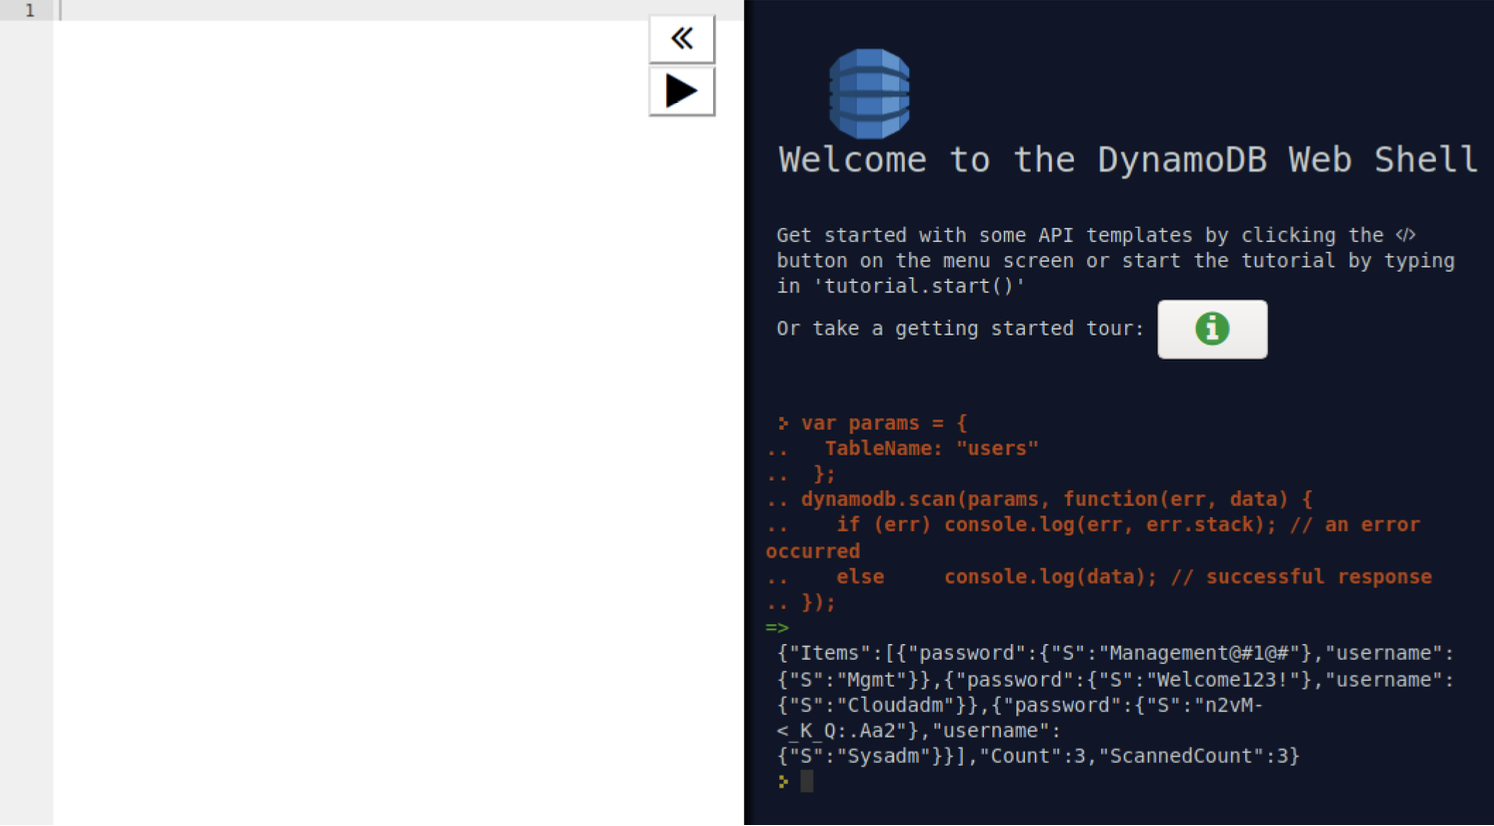 1
Welcome to the DynamoDB Web Shell
Get started with some API templates by clicking the </>
button on the menu screen or start the tutorial by typing
in 'tutorial.start()'
Or take a getting started tour:
var params = {
..   TableName: "users"
..  };
.. dynamodb.scan(params, function(err, data) {
..    if (err) console.log(err, err.stack); // an error
occurred
..    else     console.log(data); // successful response
.. });
=>
{"Items":[{"password":{"S":"Management@#1@#"},"username":
{"S":"Mgmt"}},{"password":{"S":"Welcome123!"},"username":
{"S":"Cloudadm"}},{"password":{"S":"n2vM-
<_K_Q:.Aa2"},"username":
{"S":"Sysadm"}}],"Count":3,"ScannedCount":3}